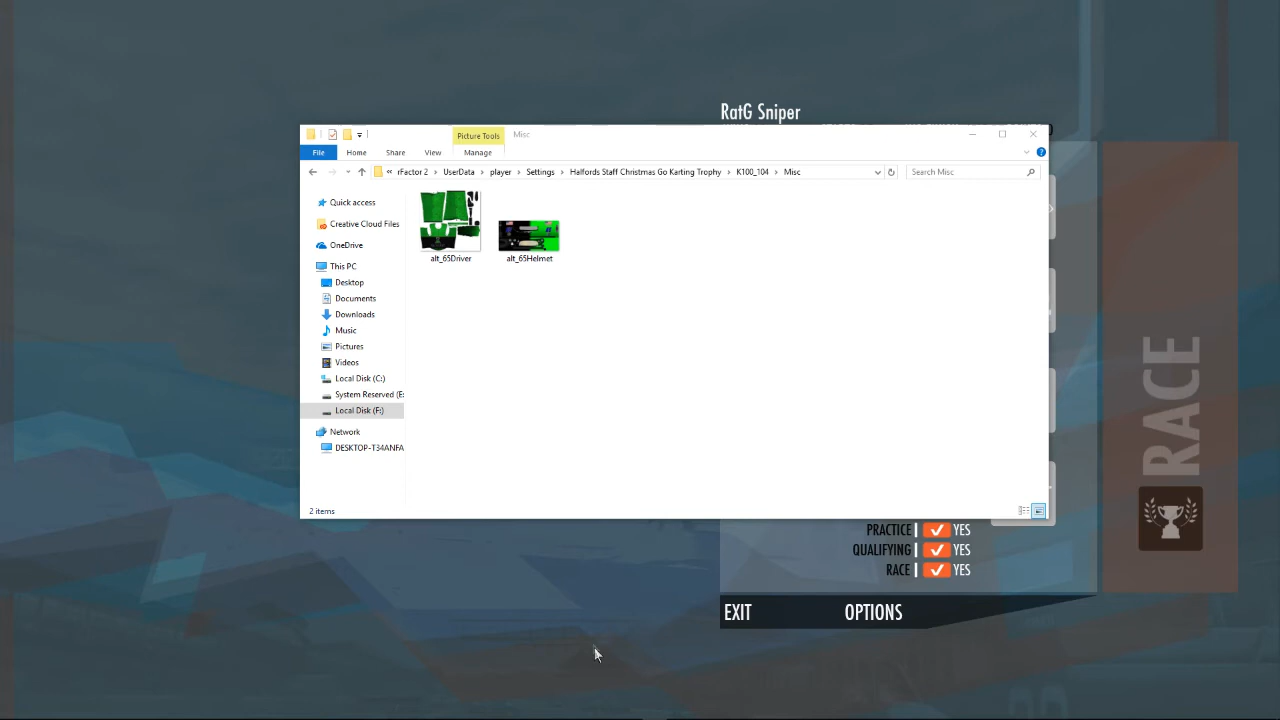 RatG Sniper
Picture Tools
Misc
File
Home
Share
View
Manage
« rFactor 2 > UserData > player > Settings > Halfords Staff Christmas Go Karting Trophy > K100_104 > Misc
Search Misc
Quick access
Creative Cloud Files
OneDrive
This PC
Desktop
Documents
Downloads
Music
Pictures
Videos
Local Disk (C:)
System Reserved (E:
Local Disk (F:)
Network
DESKTOP-T34ANFA
alt_65Driver
alt_65Helmet
2 items
PRACTICE YES
QUALIFYING YES
RACE YES
EXIT
OPTIONS
RACE